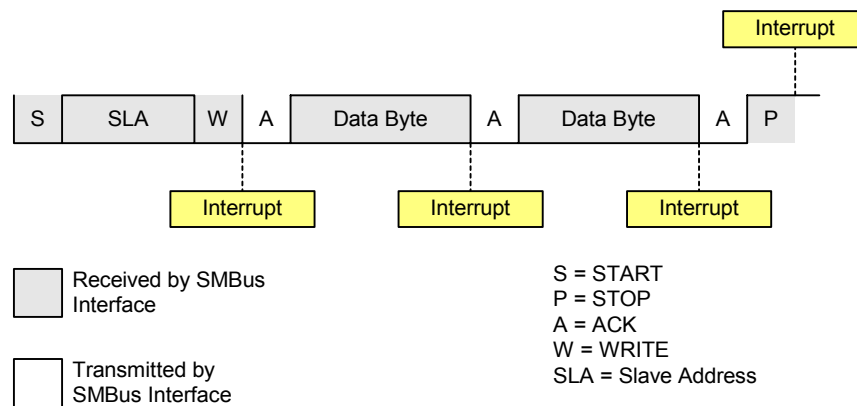 Interrupt
S SLA W A Data Byte A Data Byte A P
Interrupt Interrupt Interrupt
Received by SMBus
Interface
Transmitted by
SMBus Interface
S = START
P = STOP
A = ACK
W = WRITE
SLA = Slave Address